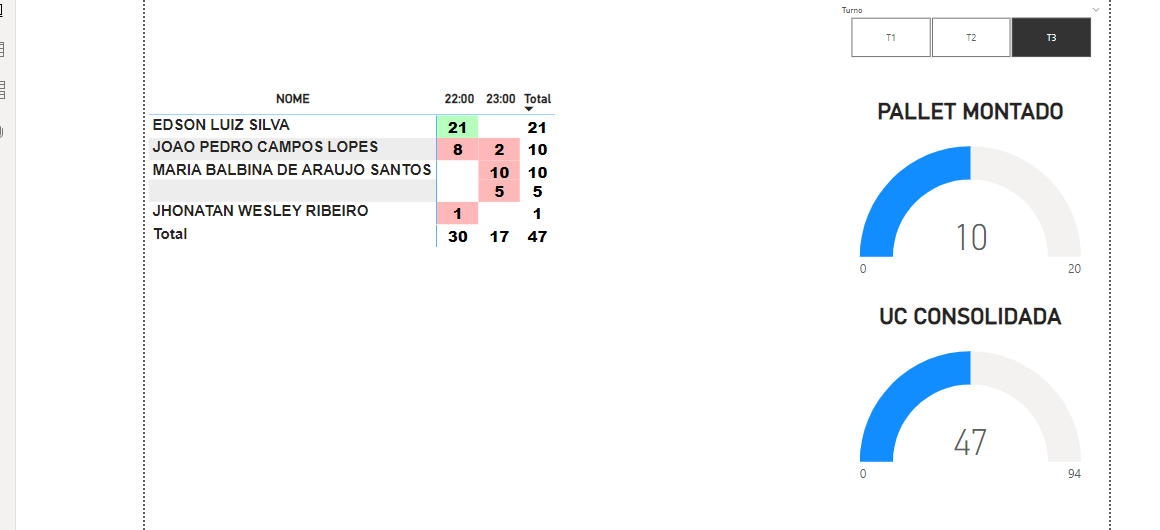 Turno
T1 T2 T3
NOME 22:00 23:00 Total
EDSON LUIZ SILVA 21 21
JOAO PEDRO CAMPOS LOPES 8 2 10
MARIA BALBINA DE ARAUJO SANTOS 10 10
5 5
JHONATAN WESLEY RIBEIRO 1 1
Total 30 17 47
PALLET MONTADO
10
0 20
UC CONSOLIDADA
47
0 94